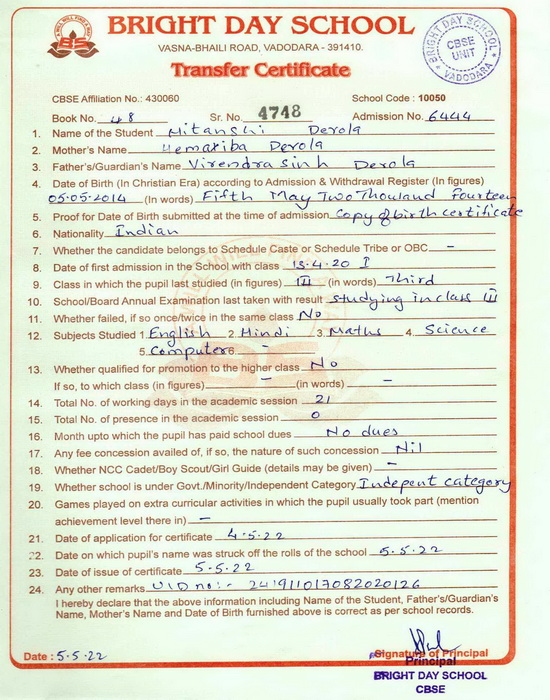 BRIGHT DAY SCHOOL
VASNA-BHAILI ROAD, VADODARA - 391410.
Transfer Certificate
BRIGHT DAY SCHOOL
CBSE
UNIT
VADODARA
CBSE Affiliation No.: 430060 School Code : 10050
Book No. 48 Sr. No. 4748 Admission No. 6444
1. Name of the Student Mitanshi Derola
2. Mother's Name Hemariba Derola
3. Father's/Guardian's Name Virendrasinh Derola
4. Date of Birth (In Christian Era) according to Admission & Withdrawal Register (In figures)
05.05.2014 (In words) Fifth May Two Thousand Fourteen
5. Proof for Date of Birth submitted at the time of admission Copy of birth certificate
6. Nationality Indian
7. Whether the candidate belongs to Schedule Caste or Schedule Tribe or OBC -
8. Date of first admission in the School with class 13.4.20 I
9. Class in which the pupil last studied (in figures) III (in words) Third
10. School/Board Annual Examination last taken with result studying in class III
11. Whether failed, if so once/twice in the same class No
12. Subjects Studied 1. English 2. Hindi 3. Maths 4. Science
5. Computer 6. -
13. Whether qualified for promotion to the higher class No
If so, to which class (in figures) - (in words) -
14. Total No. of working days in the academic session 21
15. Total No. of presence in the academic session 0
16. Month upto which the pupil has paid school dues No dues
17. Any fee concession availed of, if so, the nature of such concession Nil
18. Whether NCC Cadet/Boy Scout/Girl Guide (details may be given) -
19. Whether school is under Govt./Minority/Independent Category Indepent category
20. Games played on extra curricular activities in which the pupil usually took part (mention
achievement level there in) -
21. Date of application for certificate 4.5.22
22. Date on which pupil's name was struck off the rolls of the school 5.5.22
23. Date of issue of certificate 5.5.22
24. Any other remarks UID no:- 241911017082020126
I hereby declare that the above information including Name of the Student, Father's/Guardian's
Name, Mother's Name and Date of Birth furnished above is correct as per school records.
Date : 5.5.22 Signature of Principal
Principal
BRIGHT DAY SCHOOL
CBSE